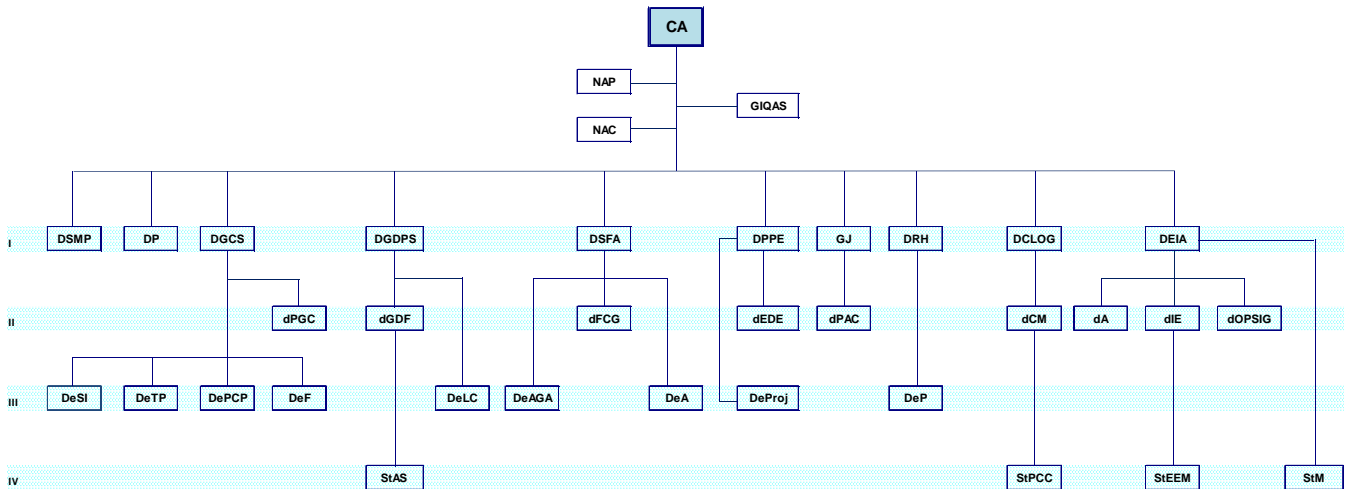 CA
NAP
GIQAS
NAC
I DSMP DP DGCS DGDPS DSFA DPPE GJ DRH DCLOG DEIA
II dPGC dGDF dFCG dEDE dPAC dCM dA dIE dOPSIG
III DeSI DeTP DePCP DeF DeLC DeAGA DeA DeProj DeP
IV StAS StPCC StEEM StM